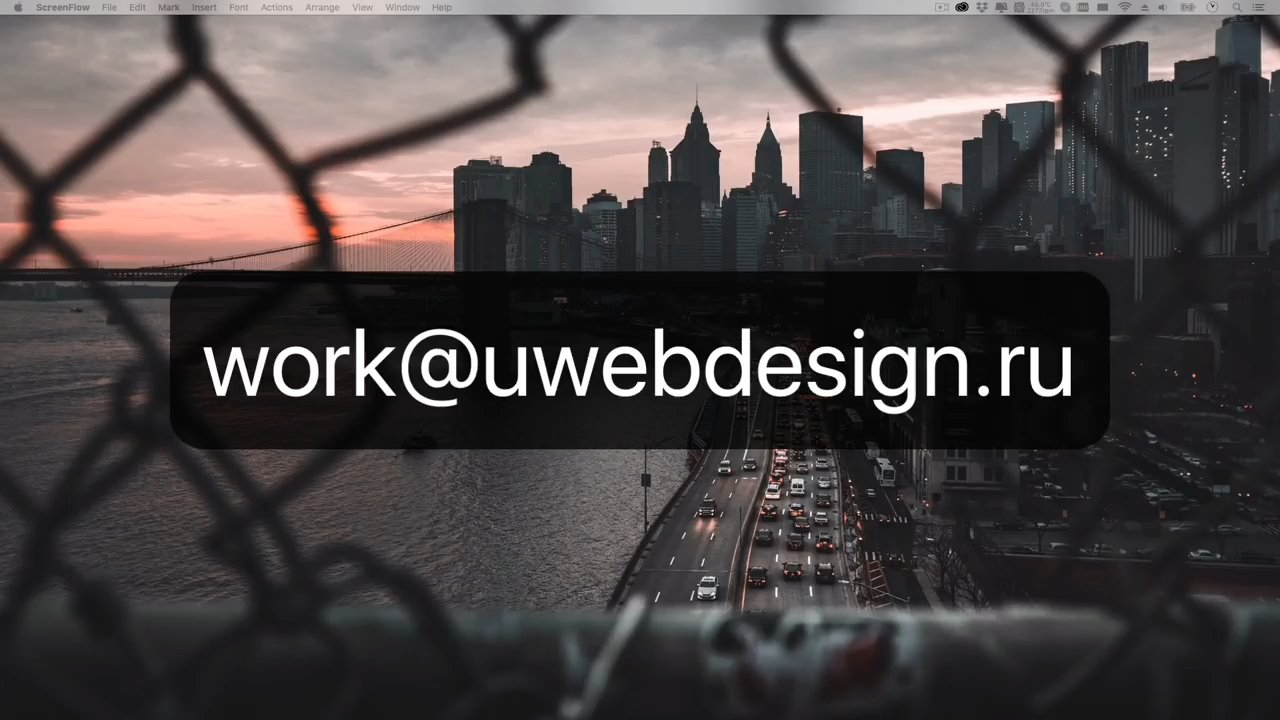 ScreenFlow File Edit Mark Insert Font Actions Arrange View Window Help
work@uwebdesign.ru